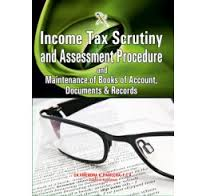 Income Tax Scrutiny
and Assessment Procedure
and
Maintenance of Books of Account,
Documents & Records